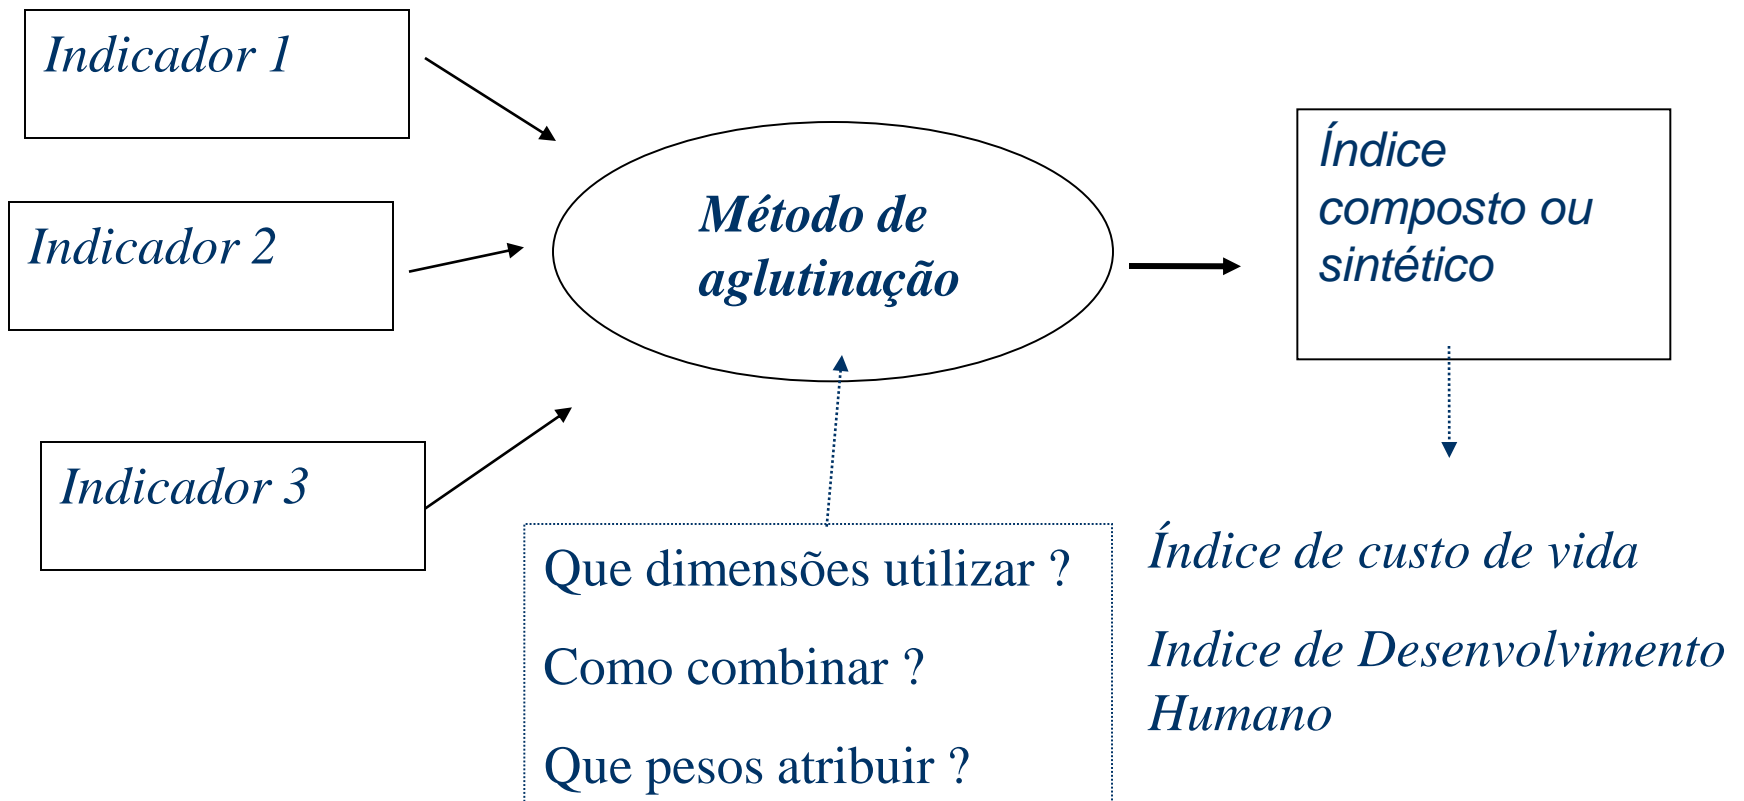 Indicador 1
Indicador 2
Indicador 3
Método de
aglutinação
Índice
composto ou
sintético
Que dimensões utilizar ?
Como combinar ?
Que pesos atribuir ?
Índice de custo de vida
Indice de Desenvolvimento
Humano